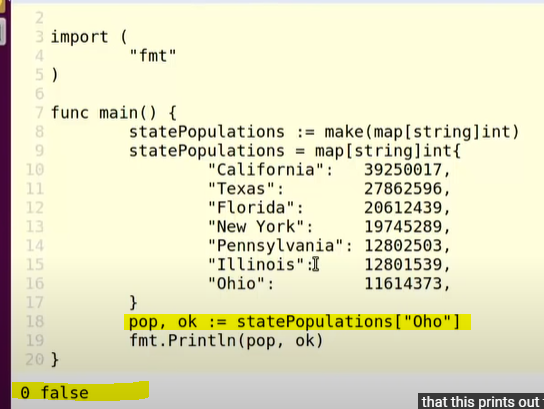 2
3 import (
4         "fmt"
5 )
6
7 func main() {
8         statePopulations := make(map[string]int)
9         statePopulations = map[string]int{
10                 "California":   39250017,
11                 "Texas":        27862596,
12                 "Florida":      20612439,
13                 "New York":     19745289,
14                 "Pennsylvania": 12802503,
15                 "Illinois":     12801539,
16                 "Ohio":         11614373,
17         }
18         pop, ok := statePopulations["Oho"]
19         fmt.Println(pop, ok)
20 }
0 false
that this prints out